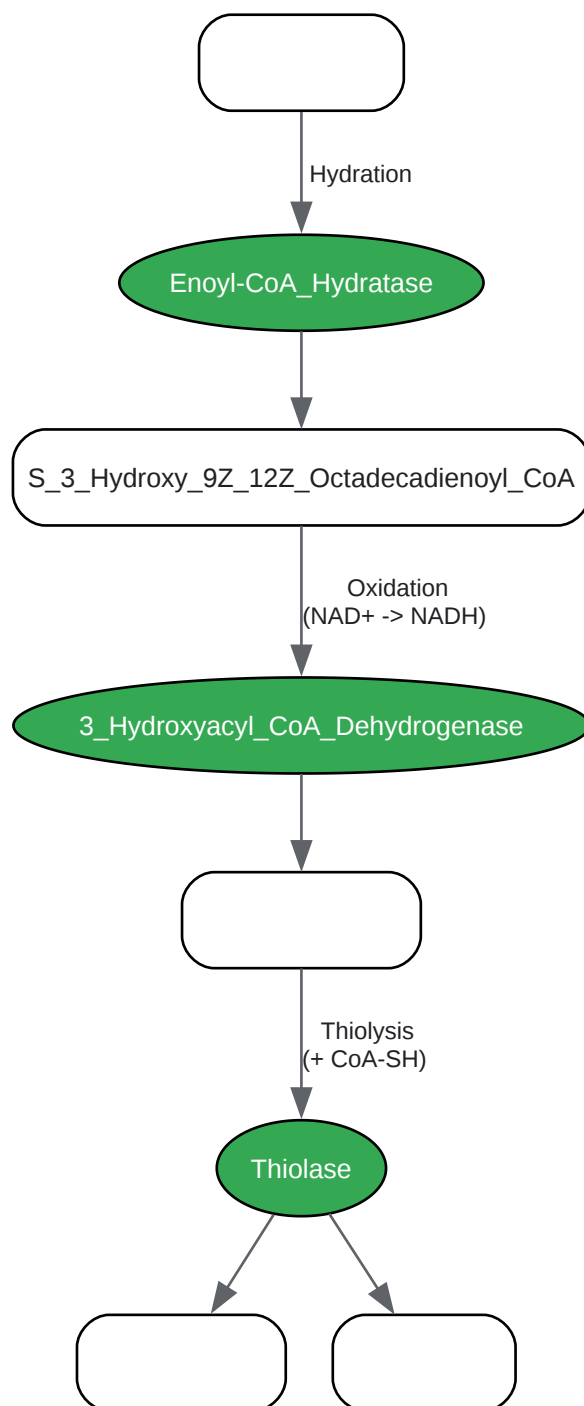 Hydration
Enoyl-CoA_Hydratase
S_3_Hydroxy_9Z_12Z_Octadecadienoyl_CoA
Oxidation
(NAD+ -> NADH)
3_Hydroxyacyl_CoA_Dehydrogenase
Thiolysis
(+ CoA-SH)
Thiolase